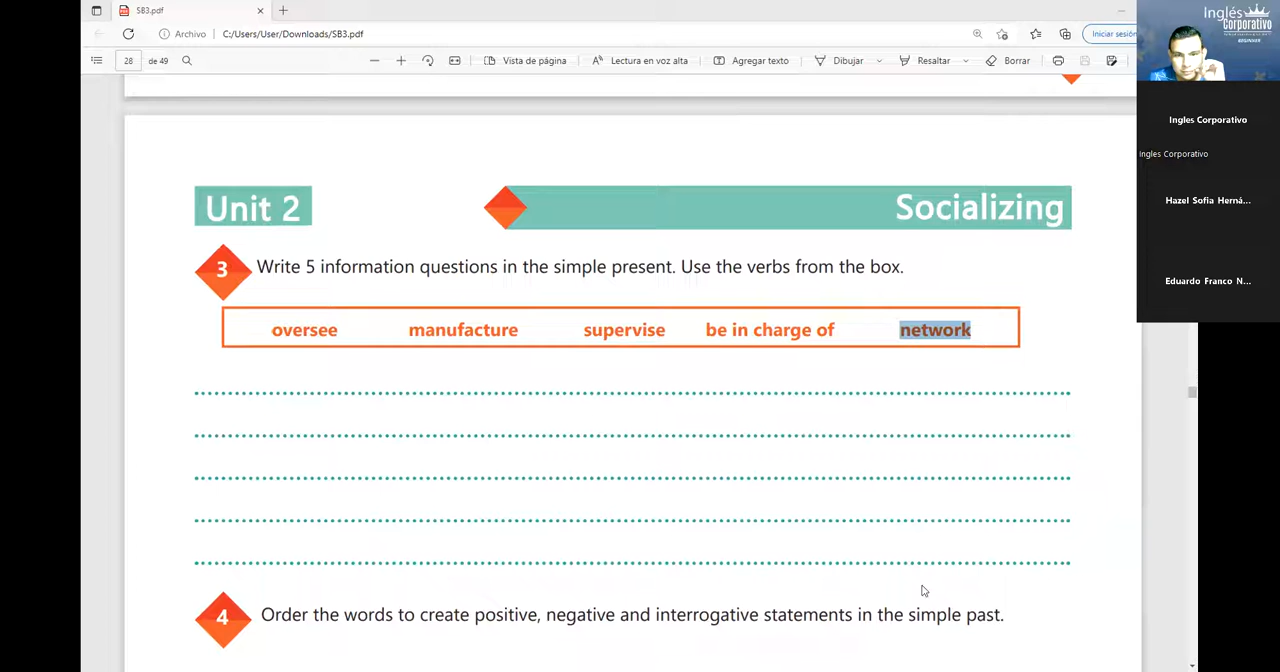 SB3.pdf
Archivo C:/Users/User/Downloads/SB3.pdf Iniciar sesión
28 de 49 Vista de página Lectura en voz alta Agregar texto Dibujar Resaltar Borrar
Inglés
Corporativo
BEGINNER
Ingles Corporativo
Ingles Corporativo
Hazel Sofia Herná...
Eduardo Franco N...
Unit 2 Socializing
3 Write 5 information questions in the simple present. Use the verbs from the box.
oversee manufacture supervise be in charge of network
4 Order the words to create positive, negative and interrogative statements in the simple past.